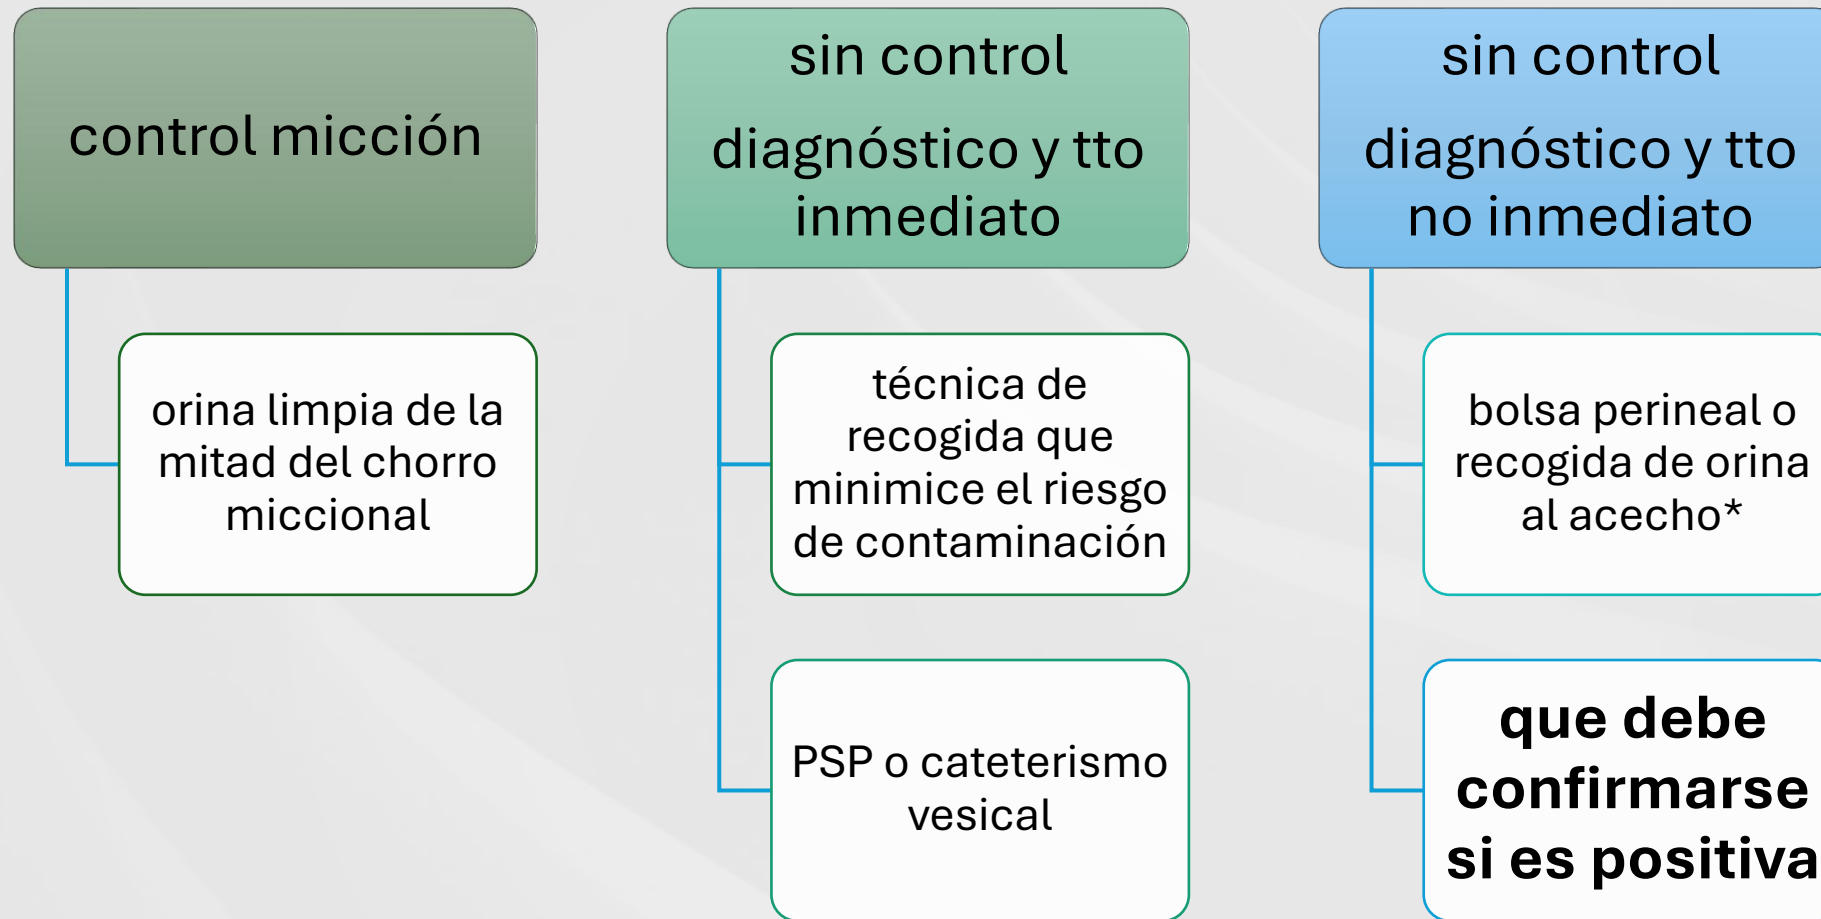 control micción
orina limpia de la
mitad del chorro
miccional
sin control
diagnóstico y tto
inmediato
técnica de
recogida que
minimice el riesgo
de contaminación
PSP o cateterismo
vesical
sin control
diagnóstico y tto
no inmediato
bolsa perineal o
recogida de orina
al acecho*
que debe
confirmarse
si es positiva